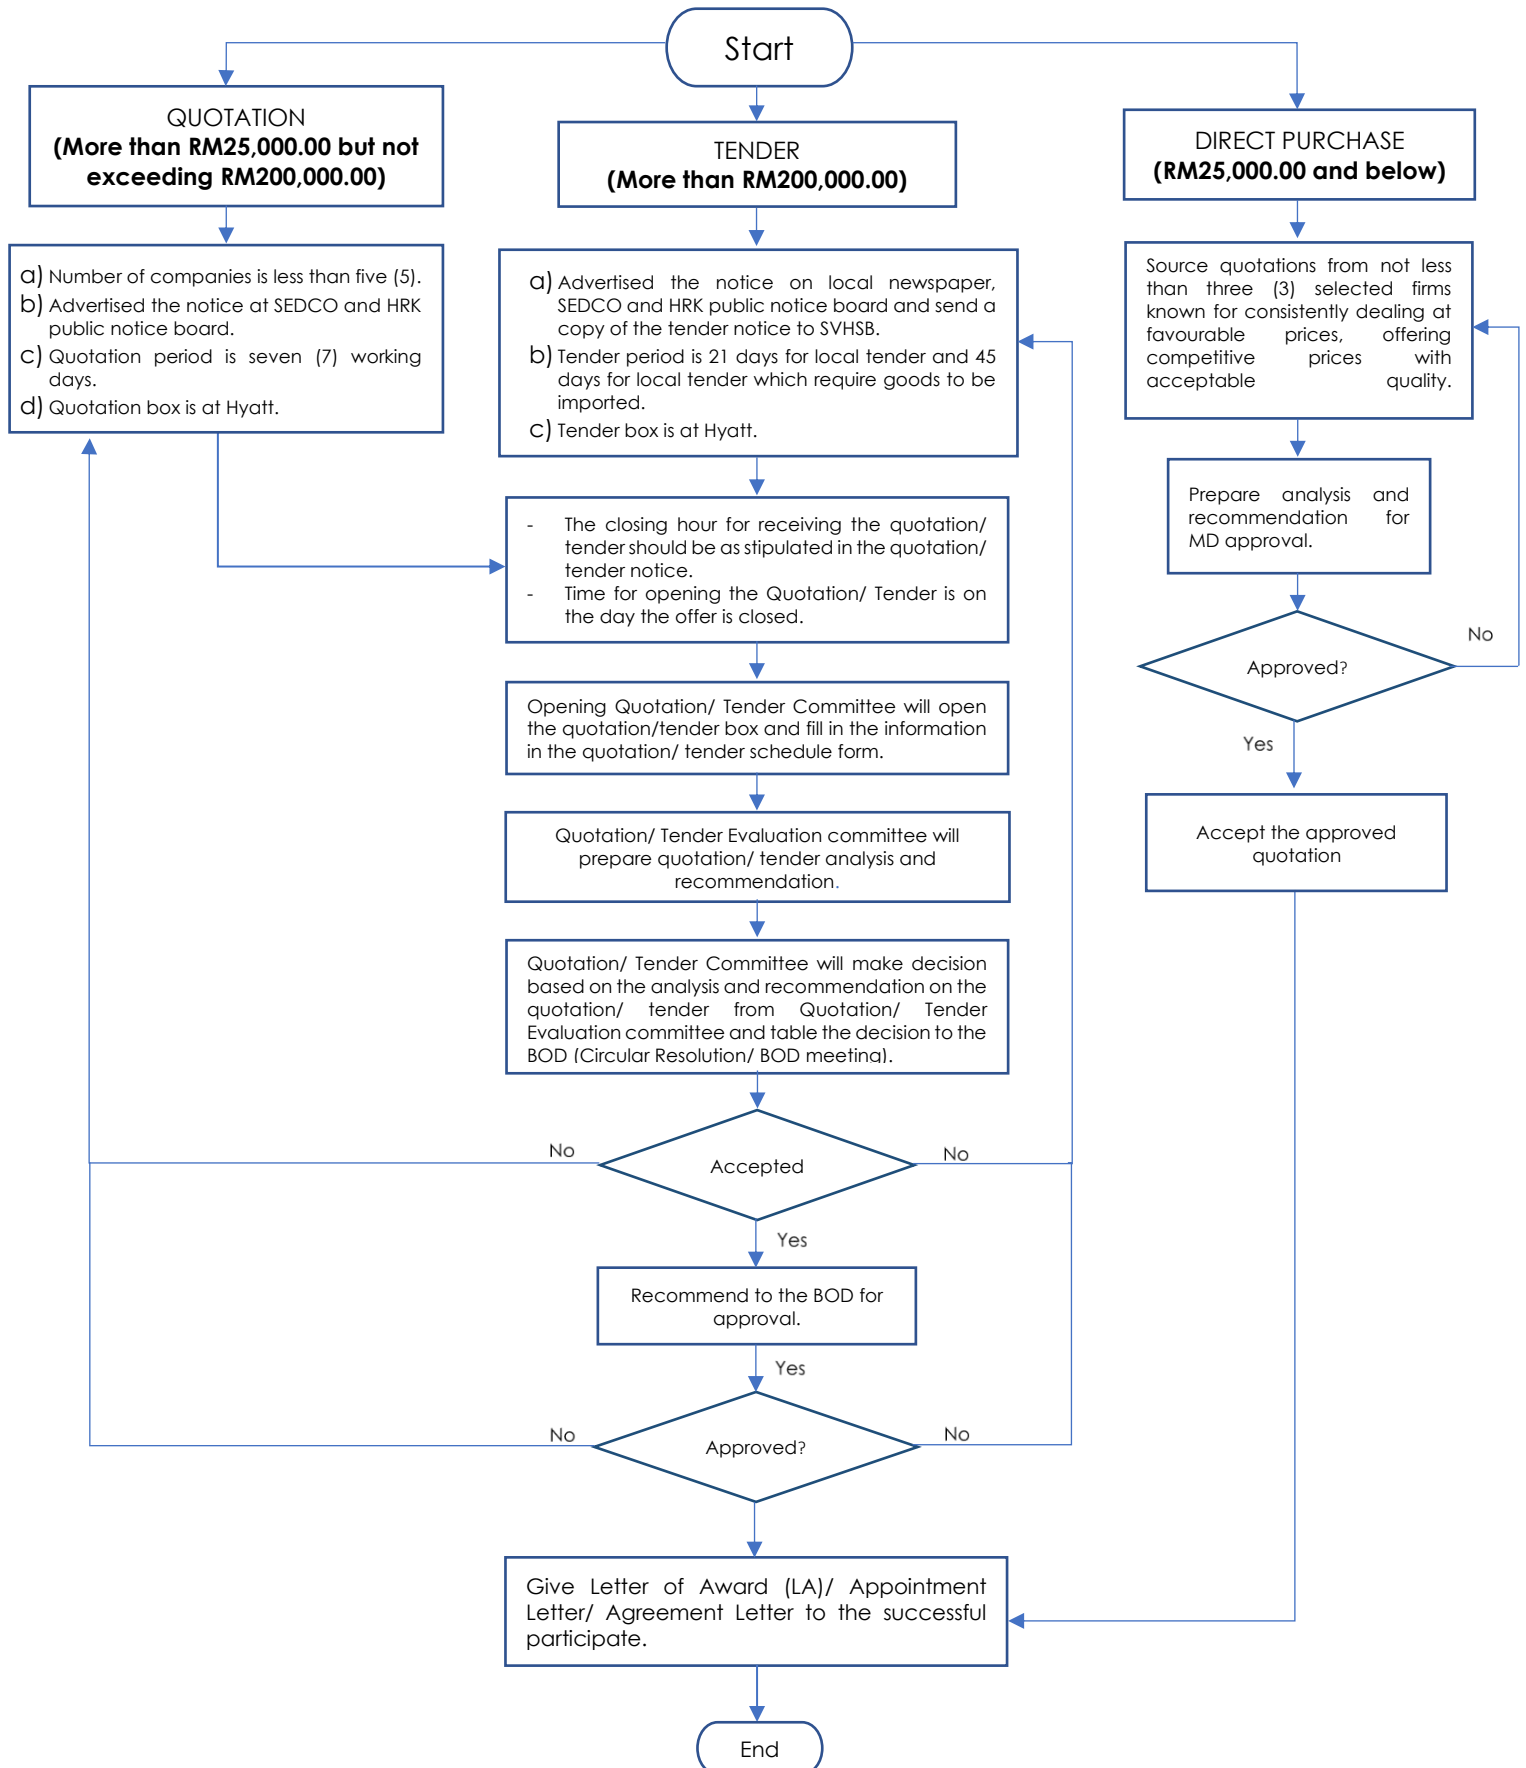 Start
QUOTATION
(More than RM25,000.00 but not
exceeding RM200,000.00)
a) Number of companies is less than five (5).
b) Advertised the notice at SEDCO and HRK
public notice board.
c) Quotation period is seven (7) working
days.
d) Quotation box is at Hyatt.
TENDER
(More than RM200,000.00)
a) Advertised the notice on local newspaper,
SEDCO and HRK public notice board and send a
copy of the tender notice to SVHSB.
b) Tender period is 21 days for local tender and 45
days for local tender which require goods to be
imported.
c) Tender box is at Hyatt.
DIRECT PURCHASE
(RM25,000.00 and below)
Source quotations from not less
than three (3) selected firms
known for consistently dealing at
favourable prices, offering
competitive prices with
acceptable quality.
Prepare analysis and
recommendation for
MD approval.
Approved?
No
Yes
Accept the approved
quotation
- The closing hour for receiving the quotation/
tender should be as stipulated in the quotation/
tender notice.
- Time for opening the Quotation/ Tender is on
the day the offer is closed.
Opening Quotation/ Tender Committee will open
the quotation/tender box and fill in the information
in the quotation/ tender schedule form.
Quotation/ Tender Evaluation committee will
prepare quotation/ tender analysis and
recommendation.
Quotation/ Tender Committee will make decision
based on the analysis and recommendation on the
quotation/ tender from Quotation/ Tender
Evaluation committee and table the decision to the
BOD (Circular Resolution/ BOD meeting).
No
Accepted
No
Yes
Recommend to the BOD for
approval.
Yes
No
Approved?
No
Give Letter of Award (LA)/ Appointment
Letter/ Agreement Letter to the successful
participate.
End